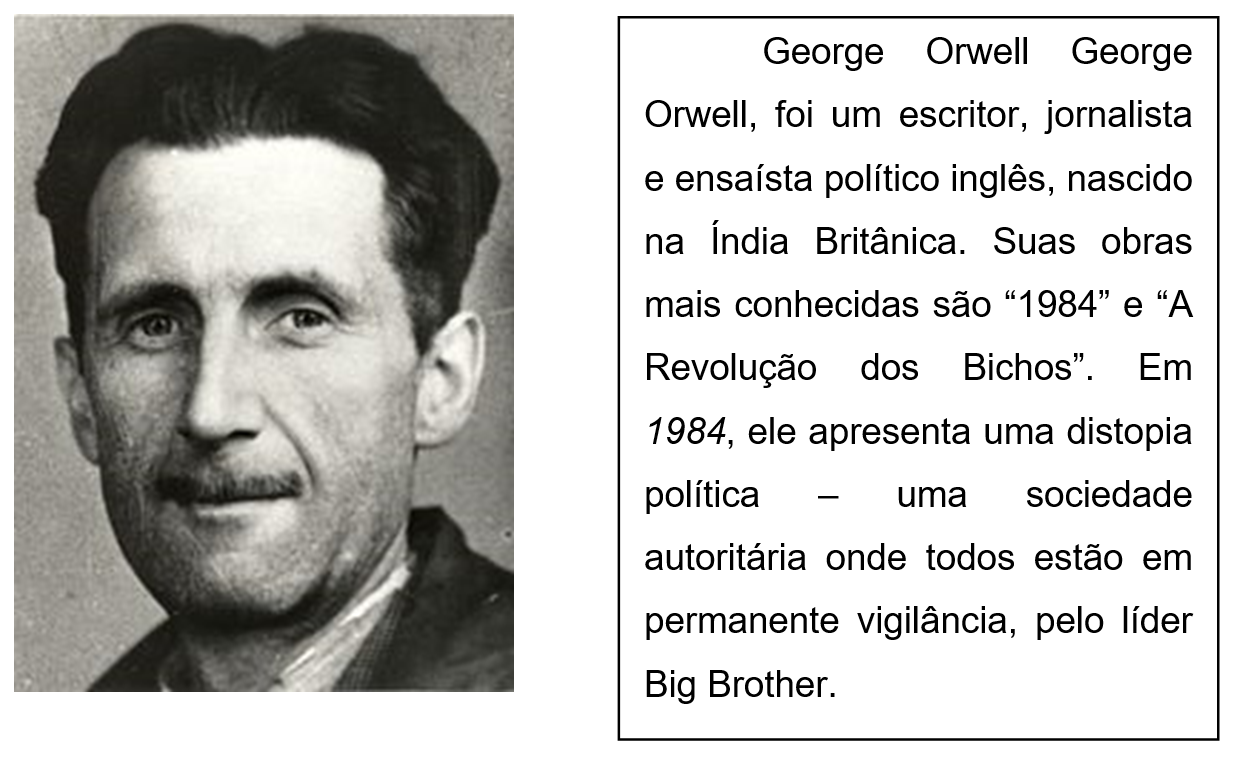 George Orwell George
Orwell, foi um escritor, jornalista
e ensaísta político inglês, nascido
na Índia Britânica. Suas obras
mais conhecidas são “1984” e “A
Revolução dos Bichos”. Em
1984, ele apresenta uma distopia
política – uma sociedade
autoritária onde todos estão em
permanente vigilância, pelo líder
Big Brother.